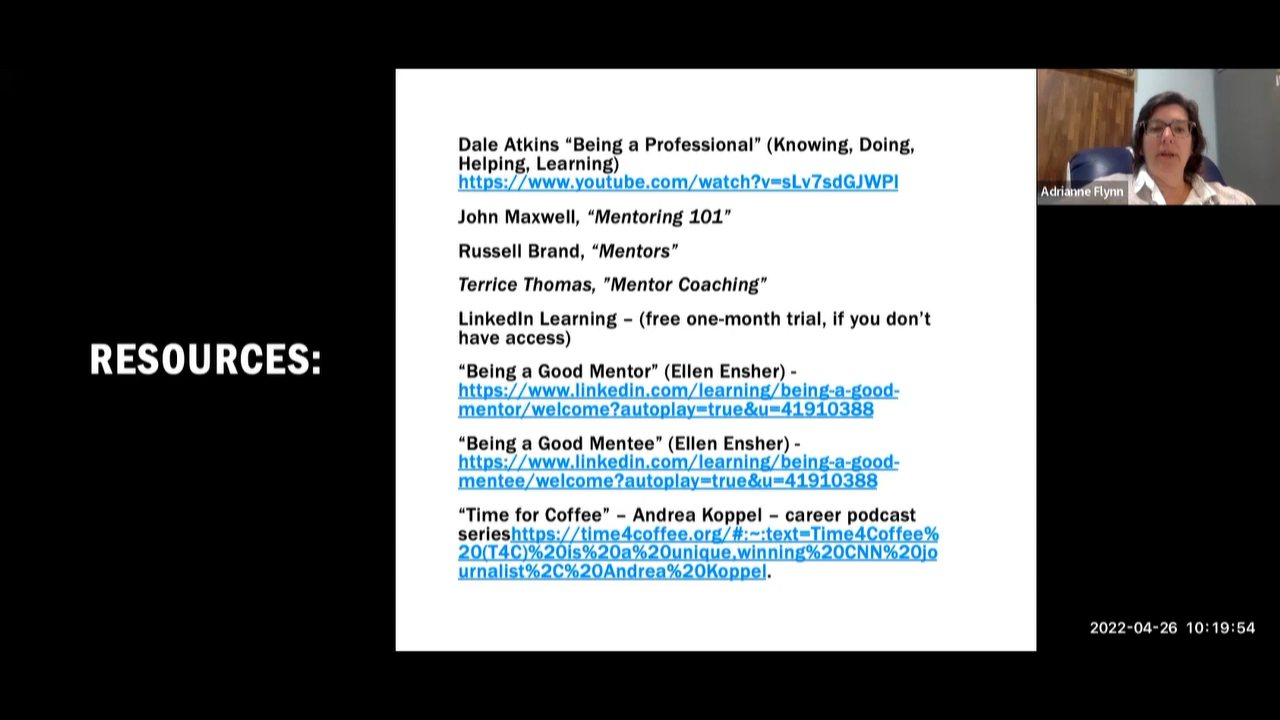 RESOURCES:
Dale Atkins “Being a Professional” (Knowing, Doing,
Helping, Learning)
https://www.youtube.com/watch?v=sLv7sdGJWPI
John Maxwell, “Mentoring 101”
Russell Brand, “Mentors”
Terrice Thomas, ”Mentor Coaching”
LinkedIn Learning – (free one-month trial, if you don’t
have access)
“Being a Good Mentor” (Ellen Ensher) -
https://www.linkedin.com/learning/being-a-good-
mentor/welcome?autoplay=true&u=41910388
“Being a Good Mentee” (Ellen Ensher) -
https://www.linkedin.com/learning/being-a-good-
mentee/welcome?autoplay=true&u=41910388
“Time for Coffee” – Andrea Koppel – career podcast
serieshttps://time4coffee.org/#:~:text=Time4Coffee%
20(T4C)%20is%20a%20unique,winning%20CNN%20jo
urnalist%2C%20Andrea%20Koppel.
Adrianne Flynn
2022-04-26 10:19:54